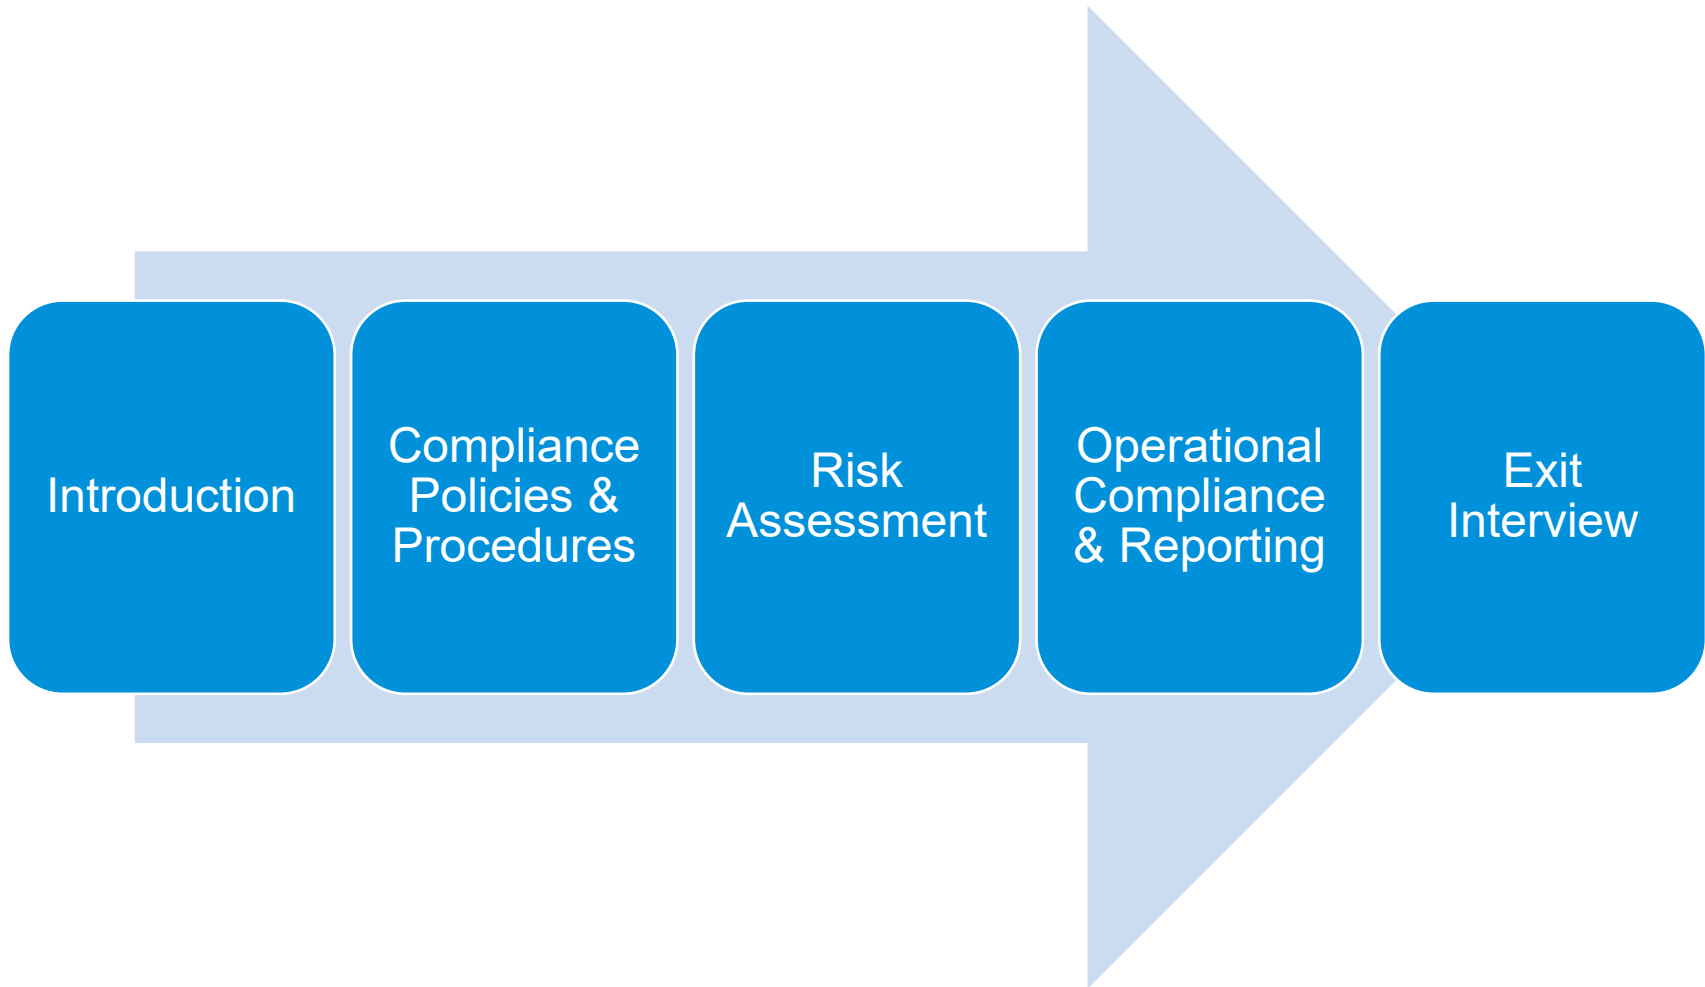 Introduction
Compliance
Policies &
Procedures
Risk
Assessment
Operational
Compliance
& Reporting
Exit
Interview